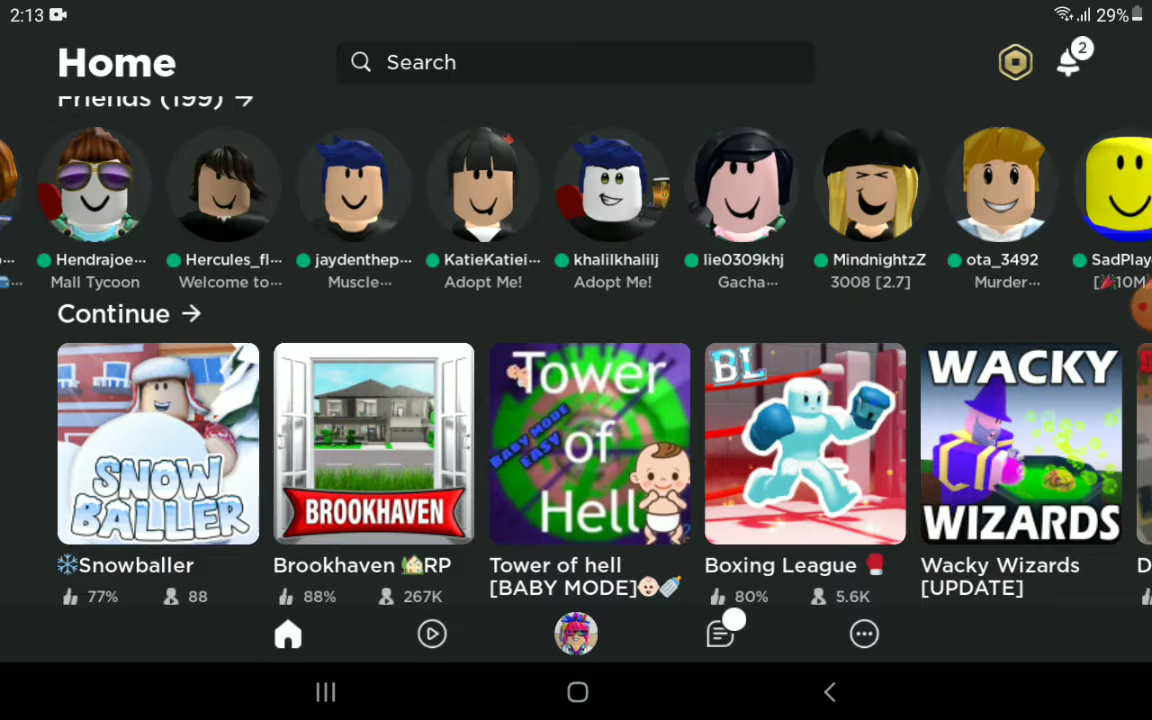 2:13
29%
Home
Search
2
Friends (199) →
Hendrajoe...
Hercules_fl...
jaydenthep...
KatieKatiei...
khalilkhalilj
lie0309khj
MindnightzZ
ota_3492
SadPlay
Mall Tycoon
Welcome to...
Muscle...
Adopt Me!
Adopt Me!
Gacha...
3008 [2.7]
Murder...
[🎉10M
Continue →
SNOW
BALLER
BROOKHAVEN
Tower
of
Hell
BABY MODE
EASY
BL
WACKY
WIZARDS
❄️Snowballer
Brookhaven 🏡RP
Tower of hell
[BABY MODE]👶🍼
Boxing League 🥊
Wacky Wizards
[UPDATE]
D
77%
88
88%
267K
80%
5.6K